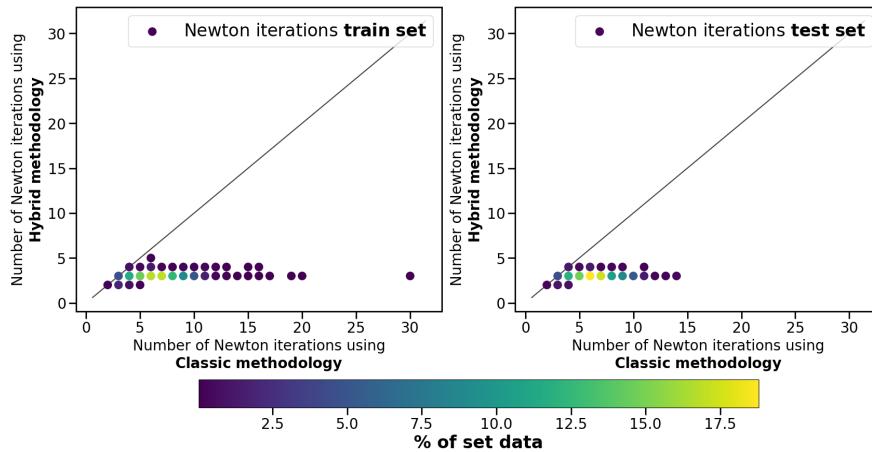 Newton iterations train set
Number of Newton iterations using
Hybrid methodology
30
25
20
15
10
5
0
0 5 10 15 20 25 30
Number of Newton iterations using
Classic methodology
Newton iterations test set
Number of Newton iterations using
Hybrid methodology
30
25
20
15
10
5
0
0 5 10 15 20 25 30
Number of Newton iterations using
Classic methodology
2.5 5.0 7.5 10.0 12.5 15.0 17.5
% of set data